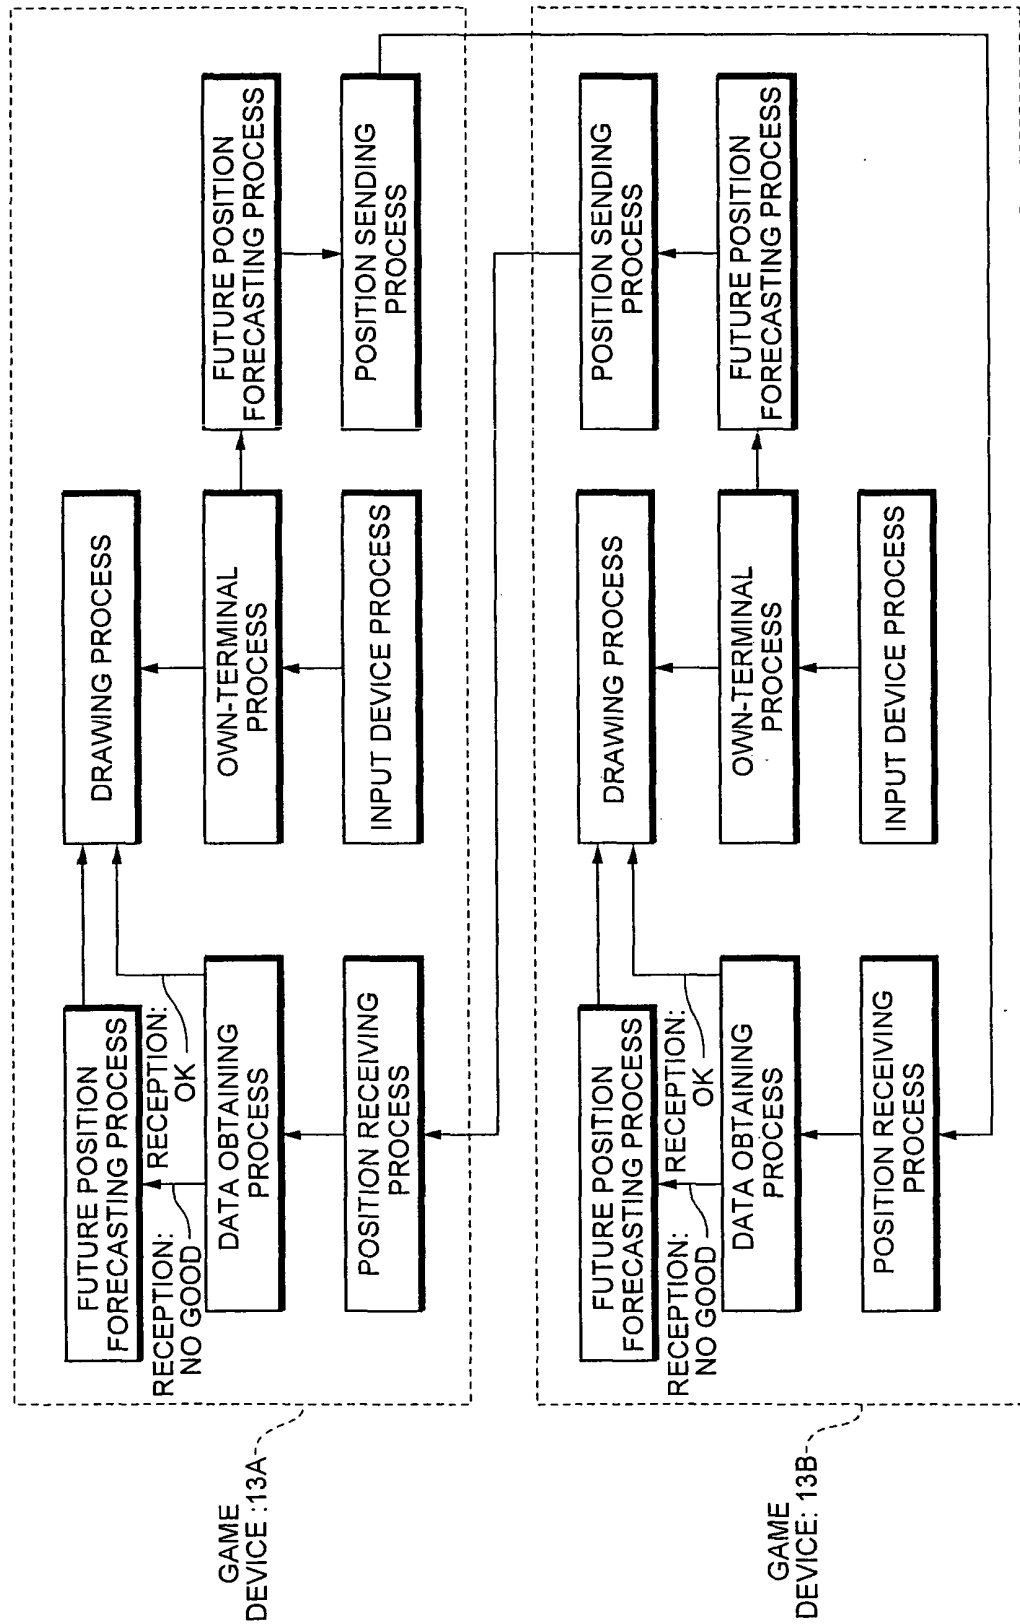 GAME
DEVICE :13A
FUTURE POSITION
FORECASTING PROCESS
RECEPTION:
NO GOOD
RECEPTION:
OK
DATA OBTAINING
PROCESS
POSITION RECEIVING
PROCESS
DRAWING PROCESS
OWN-TERMINAL
PROCESS
INPUT DEVICE PROCESS
FUTURE POSITION
FORECASTING PROCESS
POSITION SENDING
PROCESS
GAME
DEVICE: 13B
FUTURE POSITION
FORECASTING PROCESS
RECEPTION:
NO GOOD
RECEPTION:
OK
DATA OBTAINING
PROCESS
POSITION RECEIVING
PROCESS
DRAWING PROCESS
OWN-TERMINAL
PROCESS
INPUT DEVICE PROCESS
POSITION SENDING
PROCESS
FUTURE POSITION
FORECASTING PROCESS